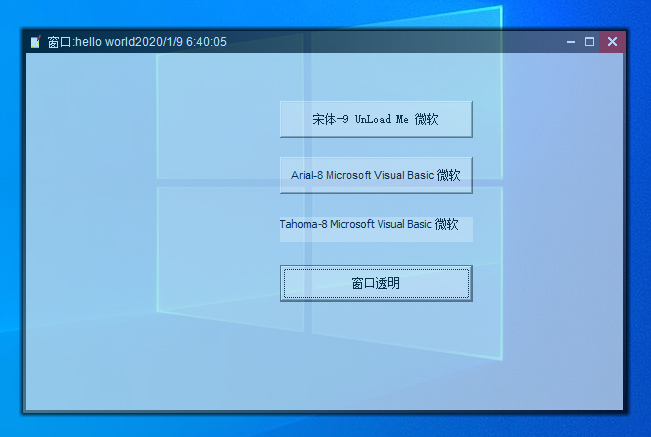 窗口:hello world2020/1/9 6:40:05
宋体-9 UnLoad Me 微软
Arial-8 Microsoft Visual Basic 微软
Tahoma-8 Microsoft Visual Basic 微软
窗口透明